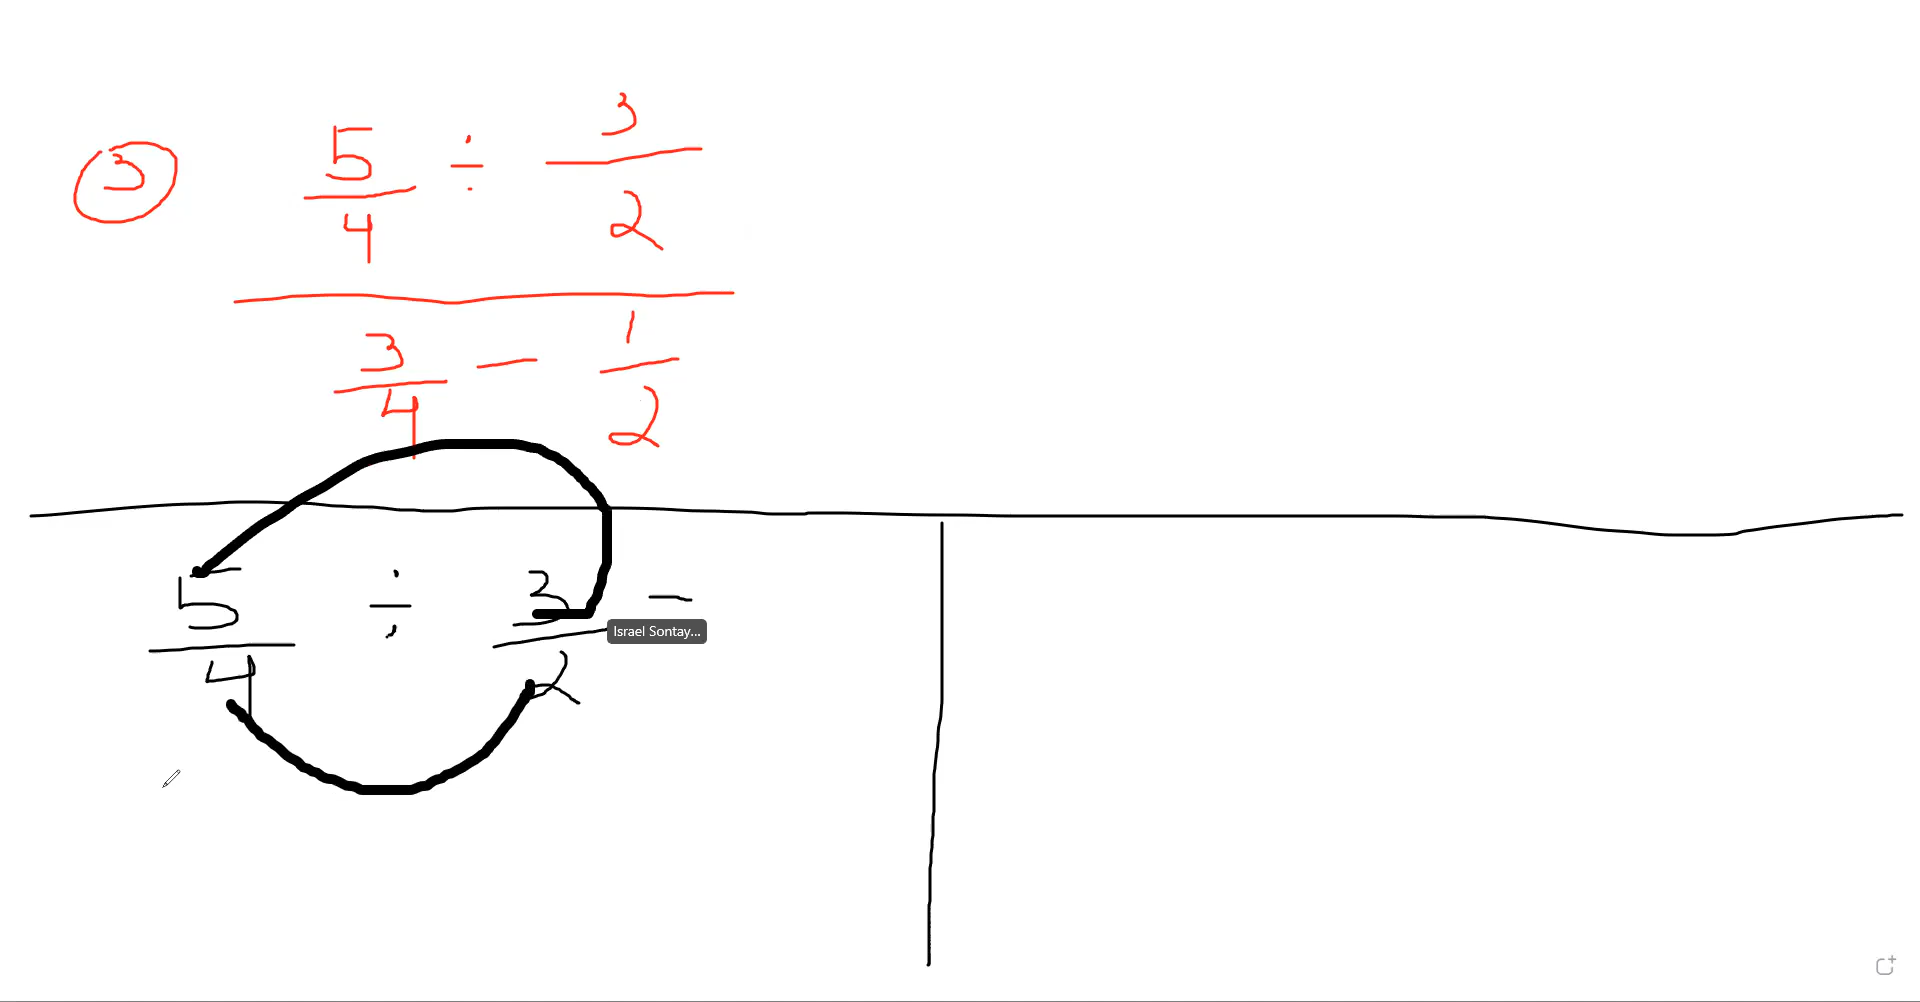 ③ 5/4 ÷ 3/2
3/4 − 1/2
5/4 ÷ 3/2 =
Israel Sontay...